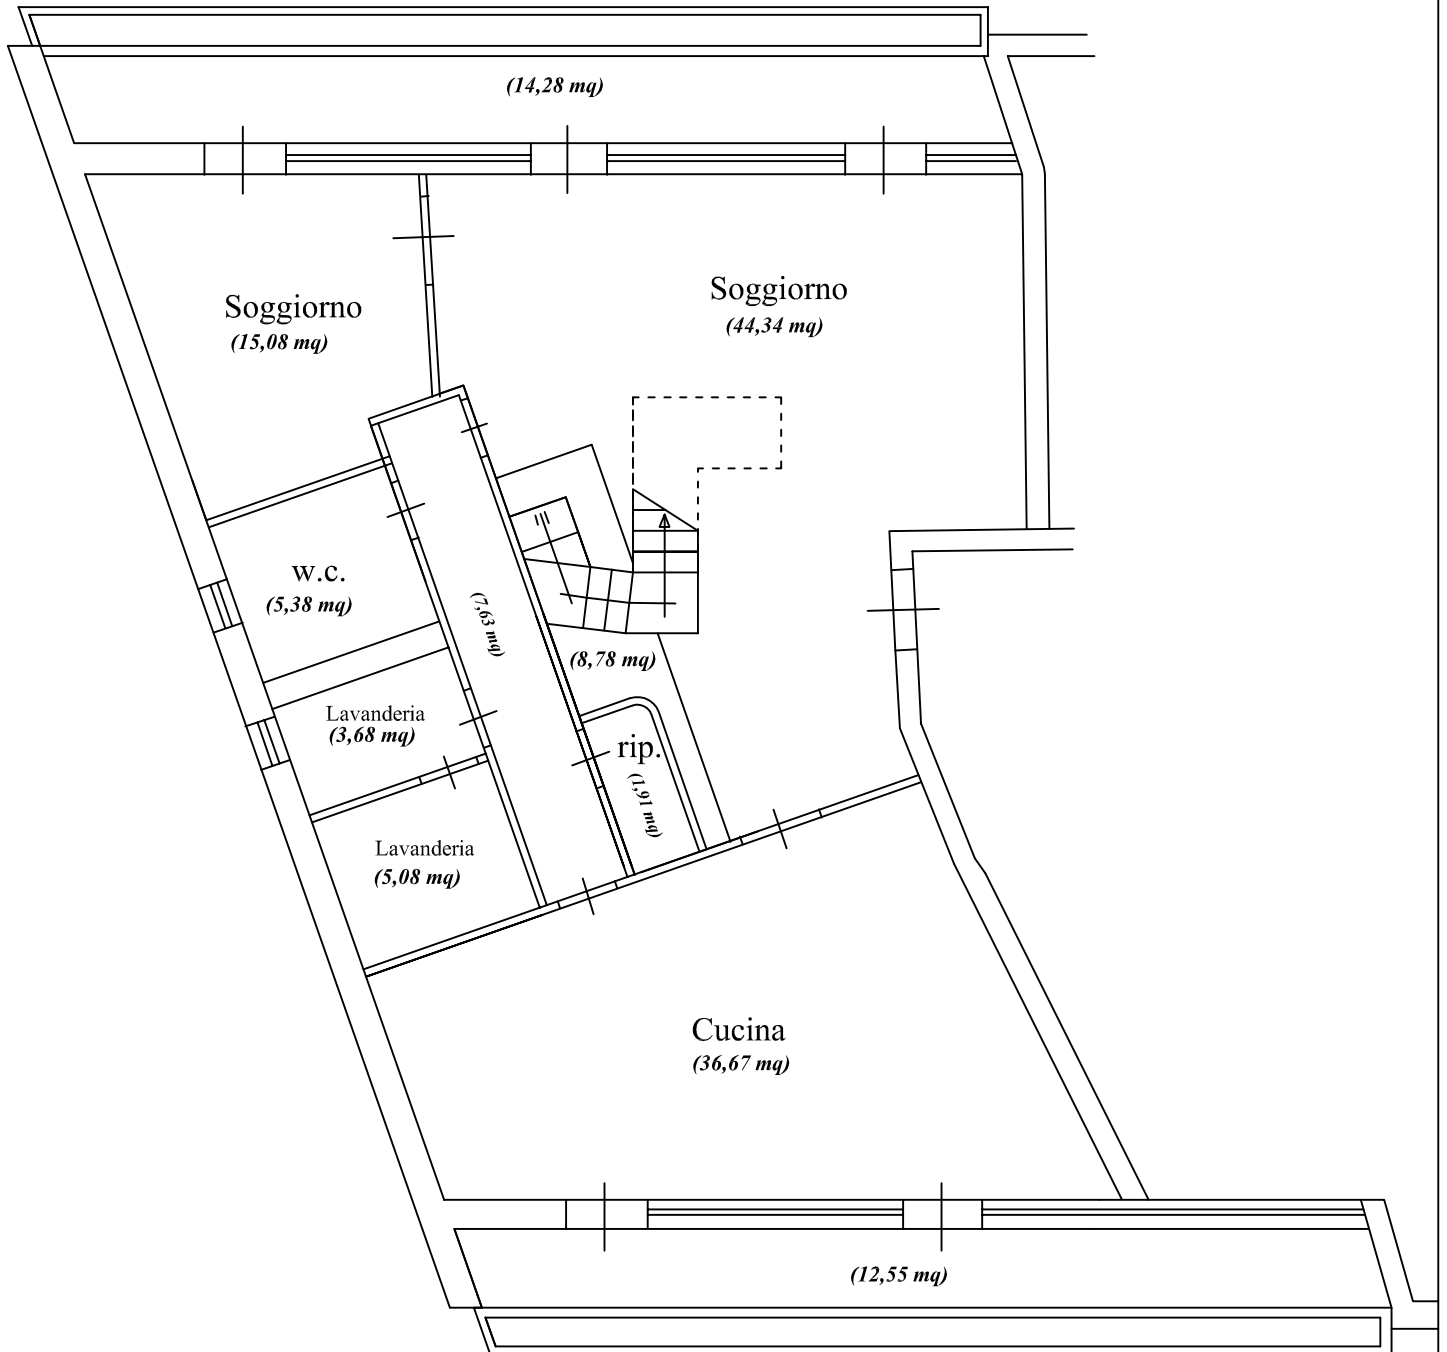 (14,28 mq)
Soggiorno
(15,08 mq)
Soggiorno
(44,34 mq)
w.c.
(5,38 mq)
(7,63 mq)
(8,78 mq)
Lavanderia
(3,68 mq)
rip.
(1,91 mq)
Lavanderia
(5,08 mq)
Cucina
(36,67 mq)
(12,55 mq)